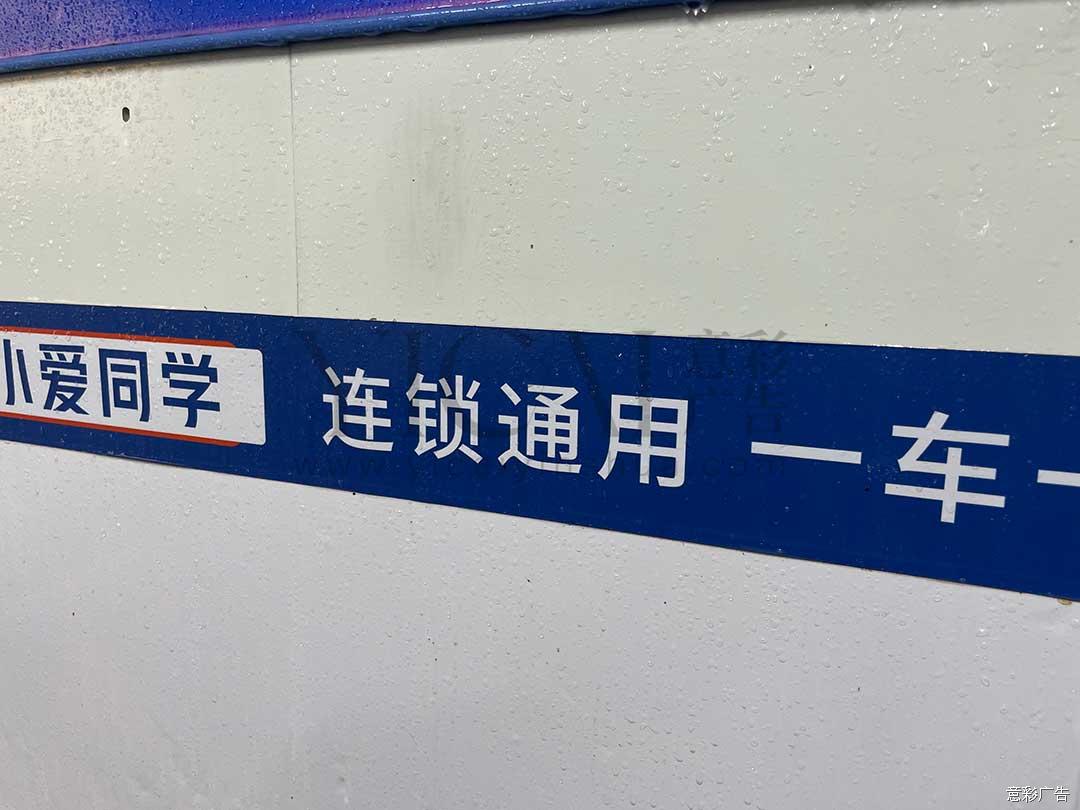 小爱同学 连锁通用 一车一
意彩广告